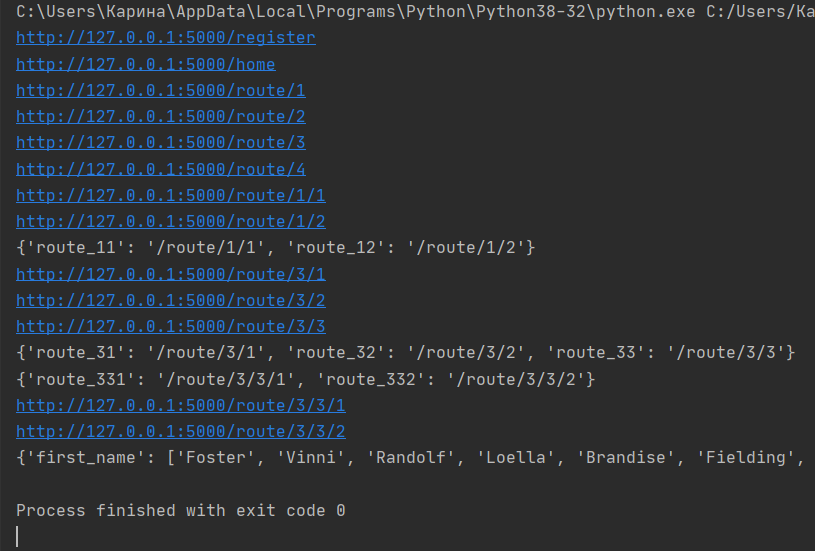 C:\Users\Карина\AppData\Local\Programs\Python\Python38-32\python.exe C:/Users/Ка
http://127.0.0.1:5000/register
http://127.0.0.1:5000/home
http://127.0.0.1:5000/route/1
http://127.0.0.1:5000/route/2
http://127.0.0.1:5000/route/3
http://127.0.0.1:5000/route/4
http://127.0.0.1:5000/route/1/1
http://127.0.0.1:5000/route/1/2
{'route_11': '/route/1/1', 'route_12': '/route/1/2'}
http://127.0.0.1:5000/route/3/1
http://127.0.0.1:5000/route/3/2
http://127.0.0.1:5000/route/3/3
{'route_31': '/route/3/1', 'route_32': '/route/3/2', 'route_33': '/route/3/3'}
{'route_331': '/route/3/3/1', 'route_332': '/route/3/3/2'}
http://127.0.0.1:5000/route/3/3/1
http://127.0.0.1:5000/route/3/3/2
{'first_name': ['Foster', 'Vinni', 'Randolf', 'Loella', 'Brandise', 'Fielding',
Process finished with exit code 0